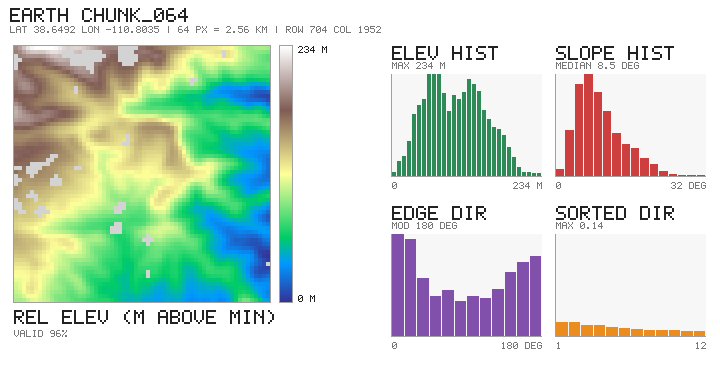 EARTH CHUNK_064
LAT 38.6492 LON -110.8035 | 64 PX = 2.56 KM | ROW 704 COL 1952
234 M
0 M
REL ELEV (M ABOVE MIN)
VALID 96%
ELEV HIST
MAX 234 M
0 234 M
SLOPE HIST
MEDIAN 8.5 DEG
0 32 DEG
EDGE DIR
MOD 180 DEG
0 180 DEG
SORTED DIR
MAX 0.14
1 12